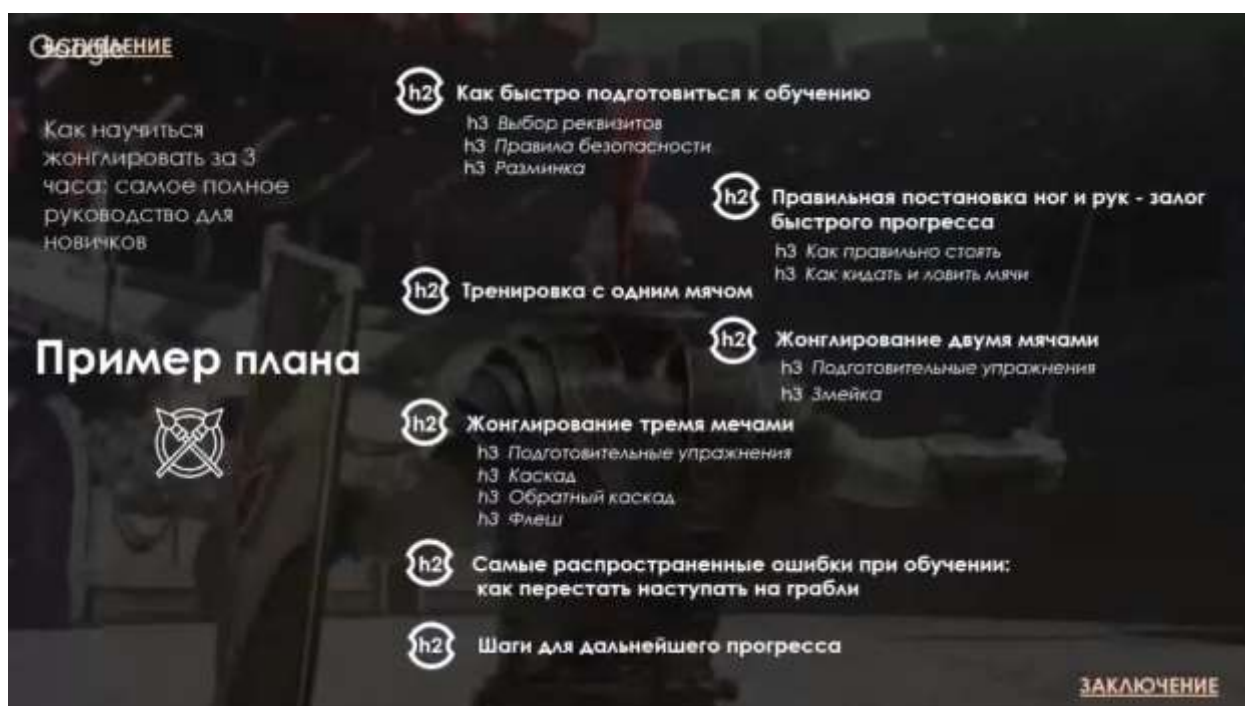 Google
ВСТУПЛЕНИЕ
Как научиться
жонглировать за 3
часа: самое полное
руководство для
новичков
Пример плана
h2 Как быстро подготовиться к обучению
h3 Выбор реквизитов
h3 Правила безопасности
h3 Разминка
h2 Правильная постановка ног и рук - залог
быстрого прогресса
h3 Как правильно стоять
h3 Как кидать и ловить мячи
h2 Тренировка с одним мячом
h2 Жонглирование двумя мячами
h3 Подготовительные упражнения
h3 Змейка
h2 Жонглирование тремя мечами
h3 Подготовительные упражнения
h3 Каскад
h3 Обратный каскад
h3 Флеш
h2 Самые распространенные ошибки при обучении:
как перестать наступать на грабли
h2 Шаги для дальнейшего прогресса
ЗАКЛЮЧЕНИЕ